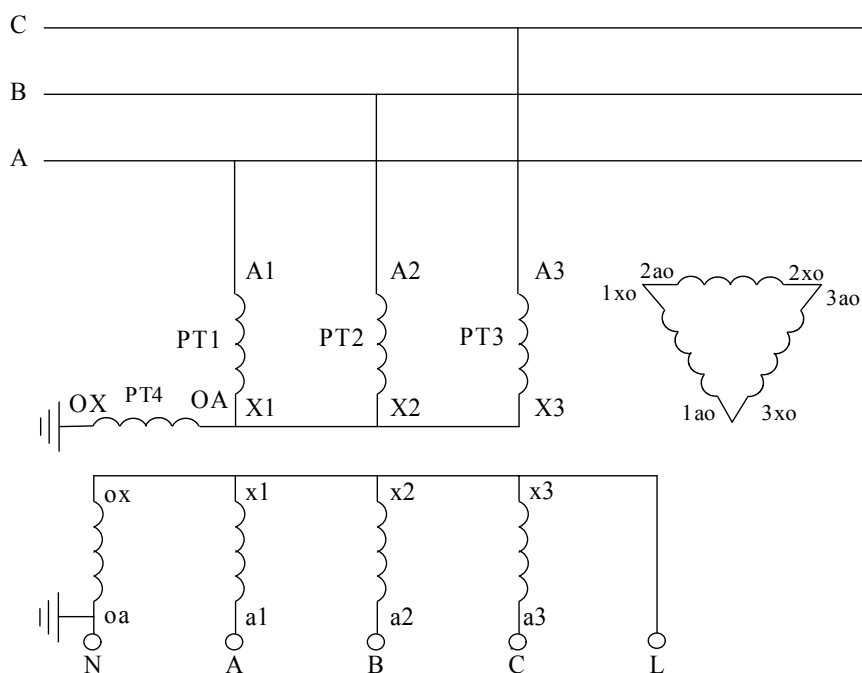 C
B
A
A1 A2 A3
2ao 2xo
1xo 3ao
PT1 PT2 PT3
OX PT4 OA X1 X2 X3
1ao 3xo
ox x1 x2 x3
oa a1 a2 a3
N A B C L